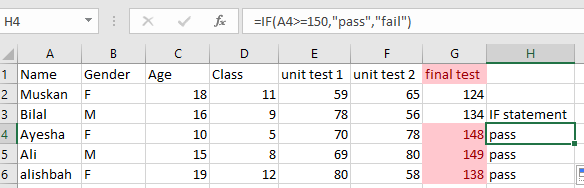 H4 =IF(A4>=150,"pass","fail")
A B C D E F G H
1 Name Gender Age Class unit test 1 unit test 2 final test
2 Muskan F 18 11 59 65 124
3 Bilal M 16 9 78 56 134 IF statement
4 Ayesha F 10 5 70 78 148 pass
5 Ali M 15 8 69 80 149 pass
6 alishbah F 19 12 80 58 138 pass